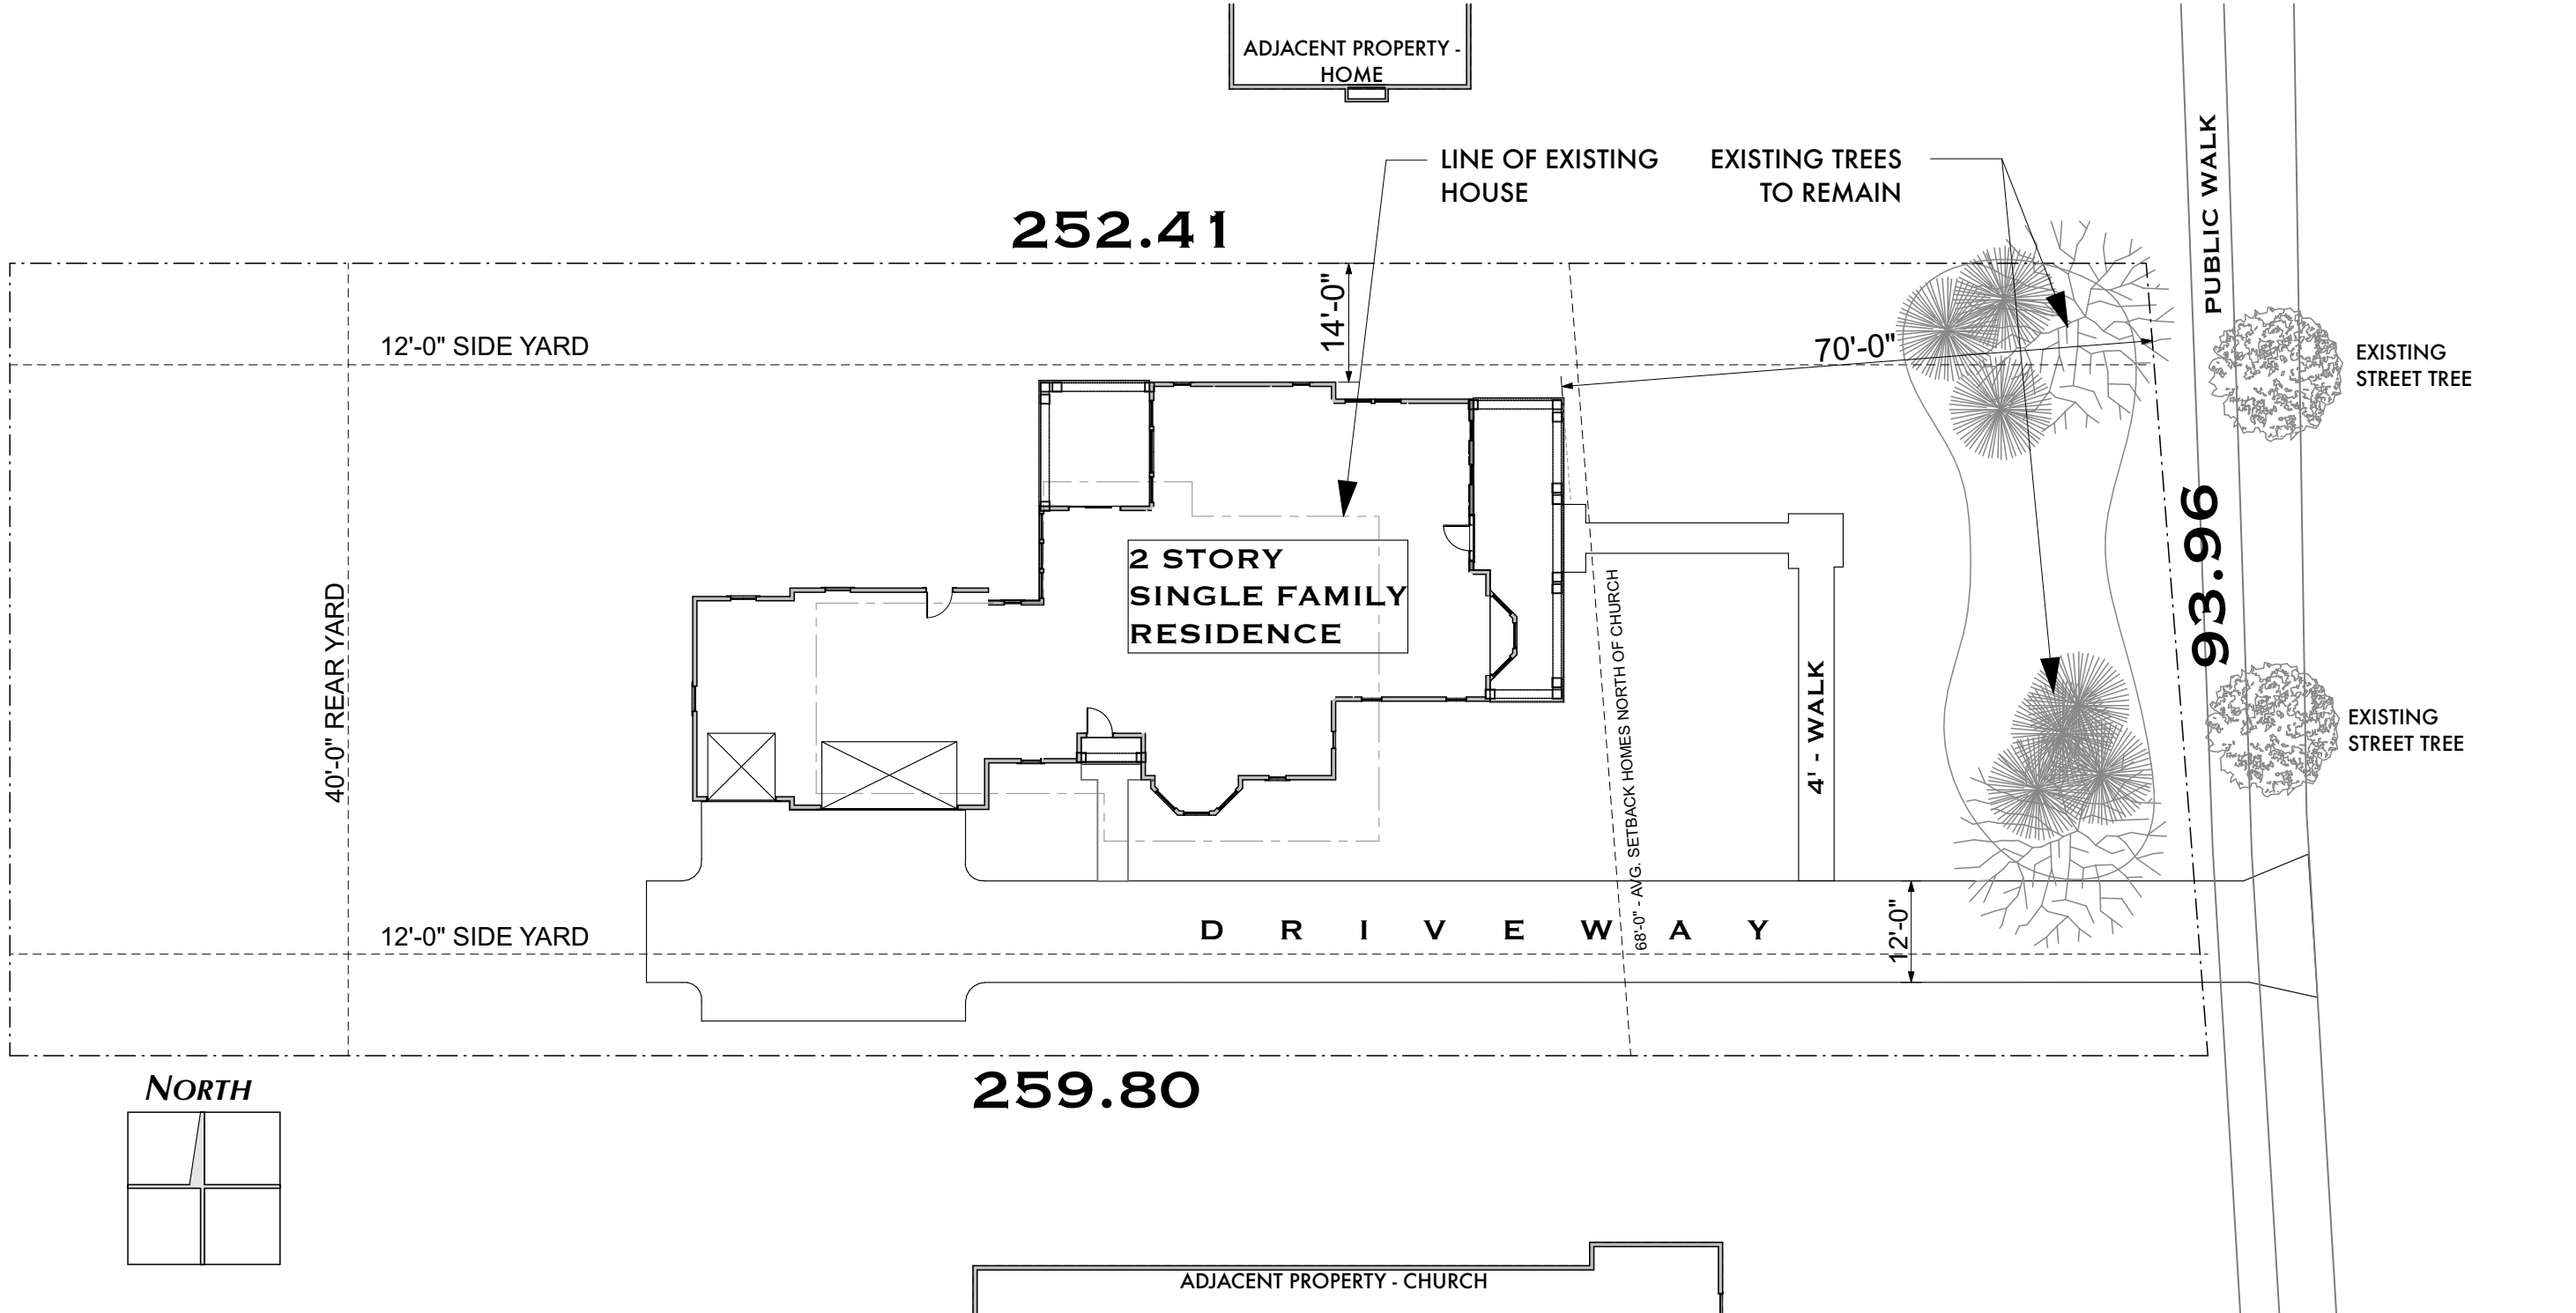 ADJACENT PROPERTY -
HOME
LINE OF EXISTING
HOUSE
EXISTING TREES
TO REMAIN
PUBLIC WALK
252.41
14'-0"
12'-0" SIDE YARD
70'-0"
EXISTING
STREET TREE
93.96
2 STORY
SINGLE FAMILY
RESIDENCE
40'-0" REAR YARD
68'-0" - AVG. SETBACK HOMES NORTH OF CHURCH
4' - WALK
EXISTING
STREET TREE
12'-0" SIDE YARD
DRIVEWAY
12'-0"
259.80
NORTH
ADJACENT PROPERTY - CHURCH